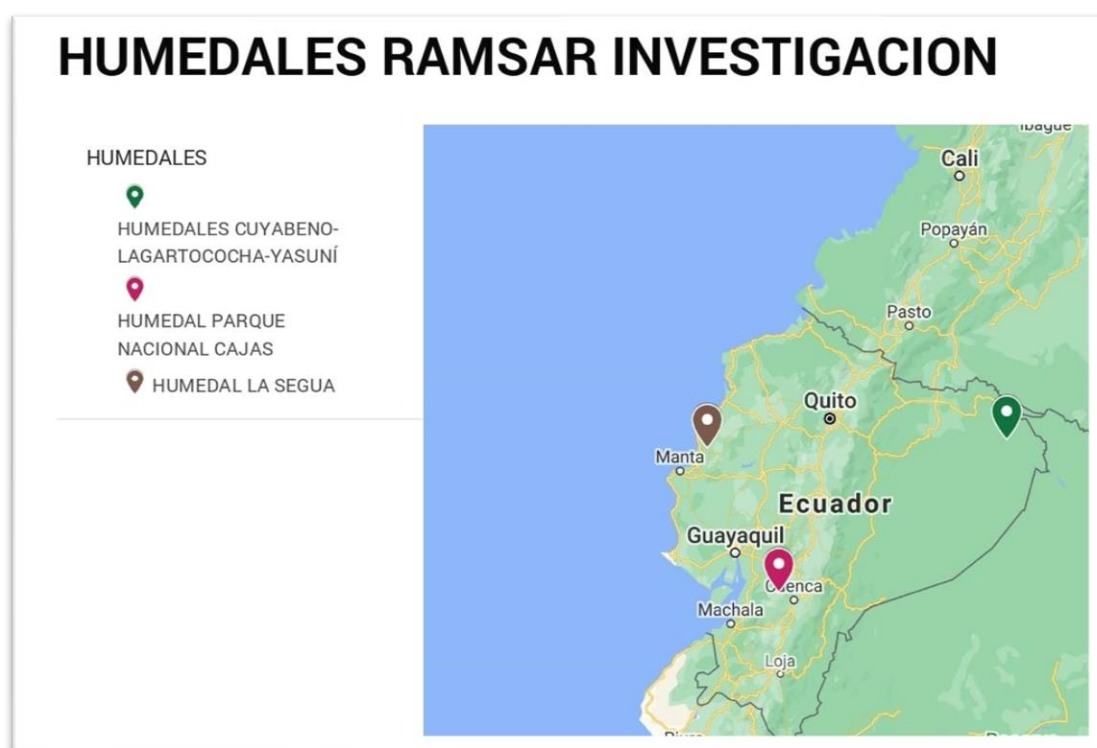 HUMEDALES RAMSAR INVESTIGACION
HUMEDALES
HUMEDALES CUYABENO-
LAGARTOCOCHA-YASUNÍ
HUMEDAL PARQUE
NACIONAL CAJAS
HUMEDAL LA SEGUA
Ibagué
Cali
Popayán
Pasto
Quito
Manta
Ecuador
Guayaquil
Cuenca
Machala
Loja